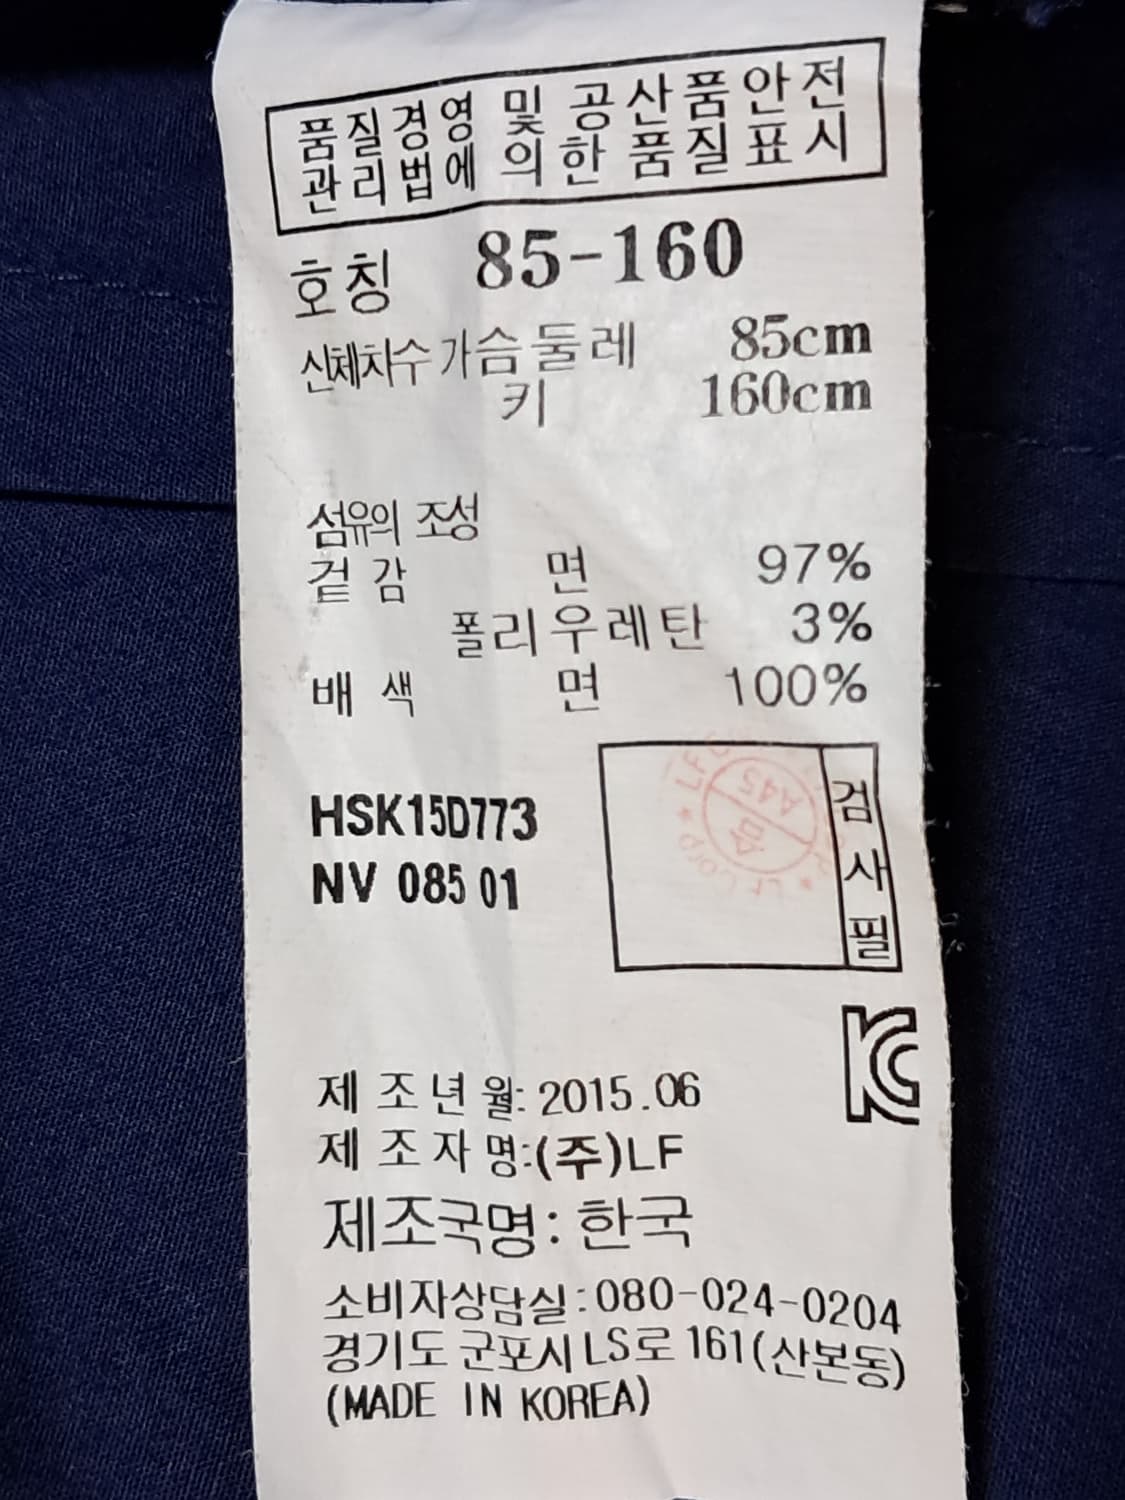 품질경영 및 공산품안전
관리법에 의한 품질표시
호칭 85-160
신체치수 가슴둘레 85cm
키 160cm
섬유의 조성
겉감 면 97%
폴리우레탄 3%
배색 면 100%
HSK15D773
NV 085 01
검사필
A45
LF Corp
KC
제조년월: 2015.06
제조자명:(주)LF
제조국명: 한국
소비자상담실:080-024-0204
경기도 군포시 LS로 161(산본동)
(MADE IN KOREA)